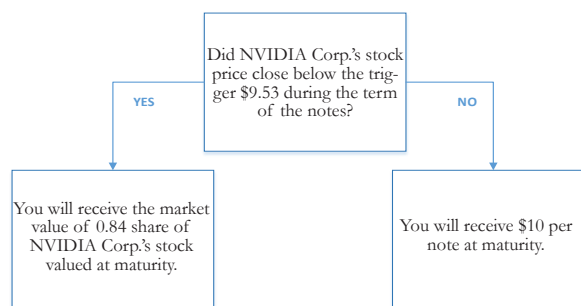 Did NVIDIA Corp.'s stock
price close below the trig-
ger $9.53 during the term
of the notes?
YES
NO
You will receive the market
value of 0.84 share of
NVIDIA Corp.'s stock
valued at maturity.
You will receive $10 per
note at maturity.